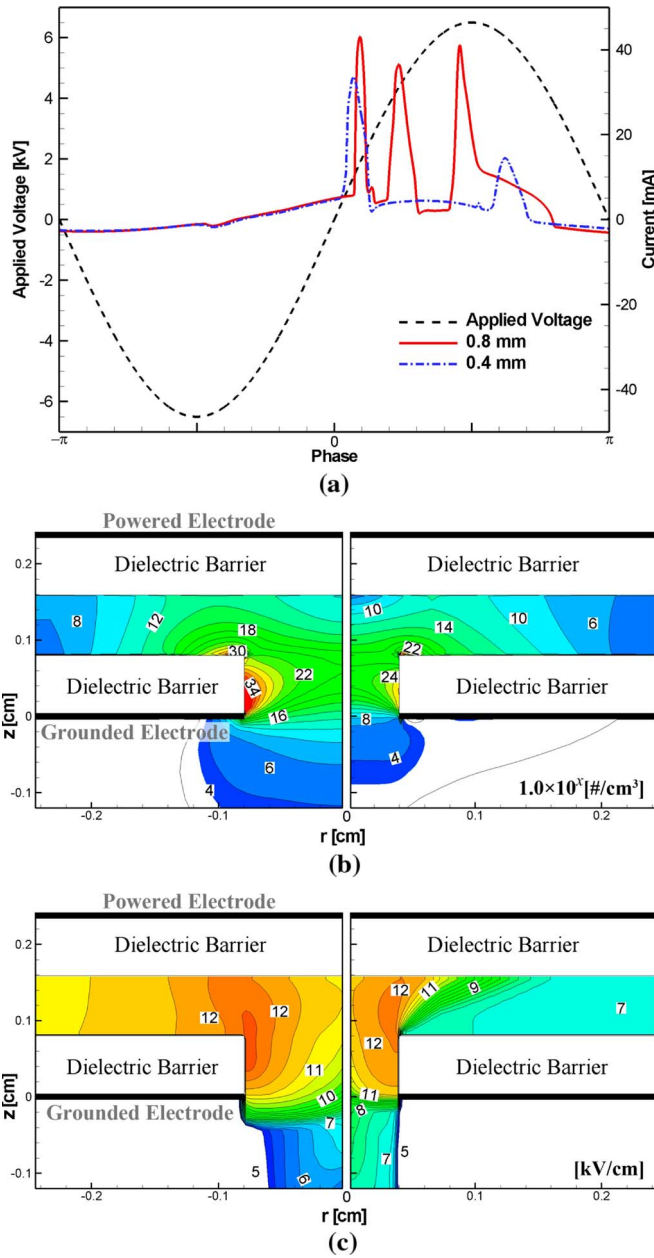 6
4
2
0
-2
-4
-6
Applied Voltage [kV]
40
20
0
-20
-40
Current [mA]
Applied Voltage
0.8 mm
0.4 mm
−π
0
π
Phase
(a)
Powered Electrode
Dielectric Barrier
Dielectric Barrier
0.2
0.1
0
-0.1
z [cm]
8
12
18
30
22
34
16
6
4
10
14
10
6
22
24
8
4
Dielectric Barrier
Dielectric Barrier
Grounded Electrode
1.0×10ˣ[#/cm³]
-0.2
-0.1
0
0.1
0.2
r [cm]
(b)
Powered Electrode
Dielectric Barrier
Dielectric Barrier
0.2
0.1
0
-0.1
z [cm]
12
12
11
10
7
5
6
12
11
9
7
12
11
8
7
5
Dielectric Barrier
Dielectric Barrier
Grounded Electrode
[kV/cm]
-0.2
-0.1
0
0.1
0.2
r [cm]
(c)